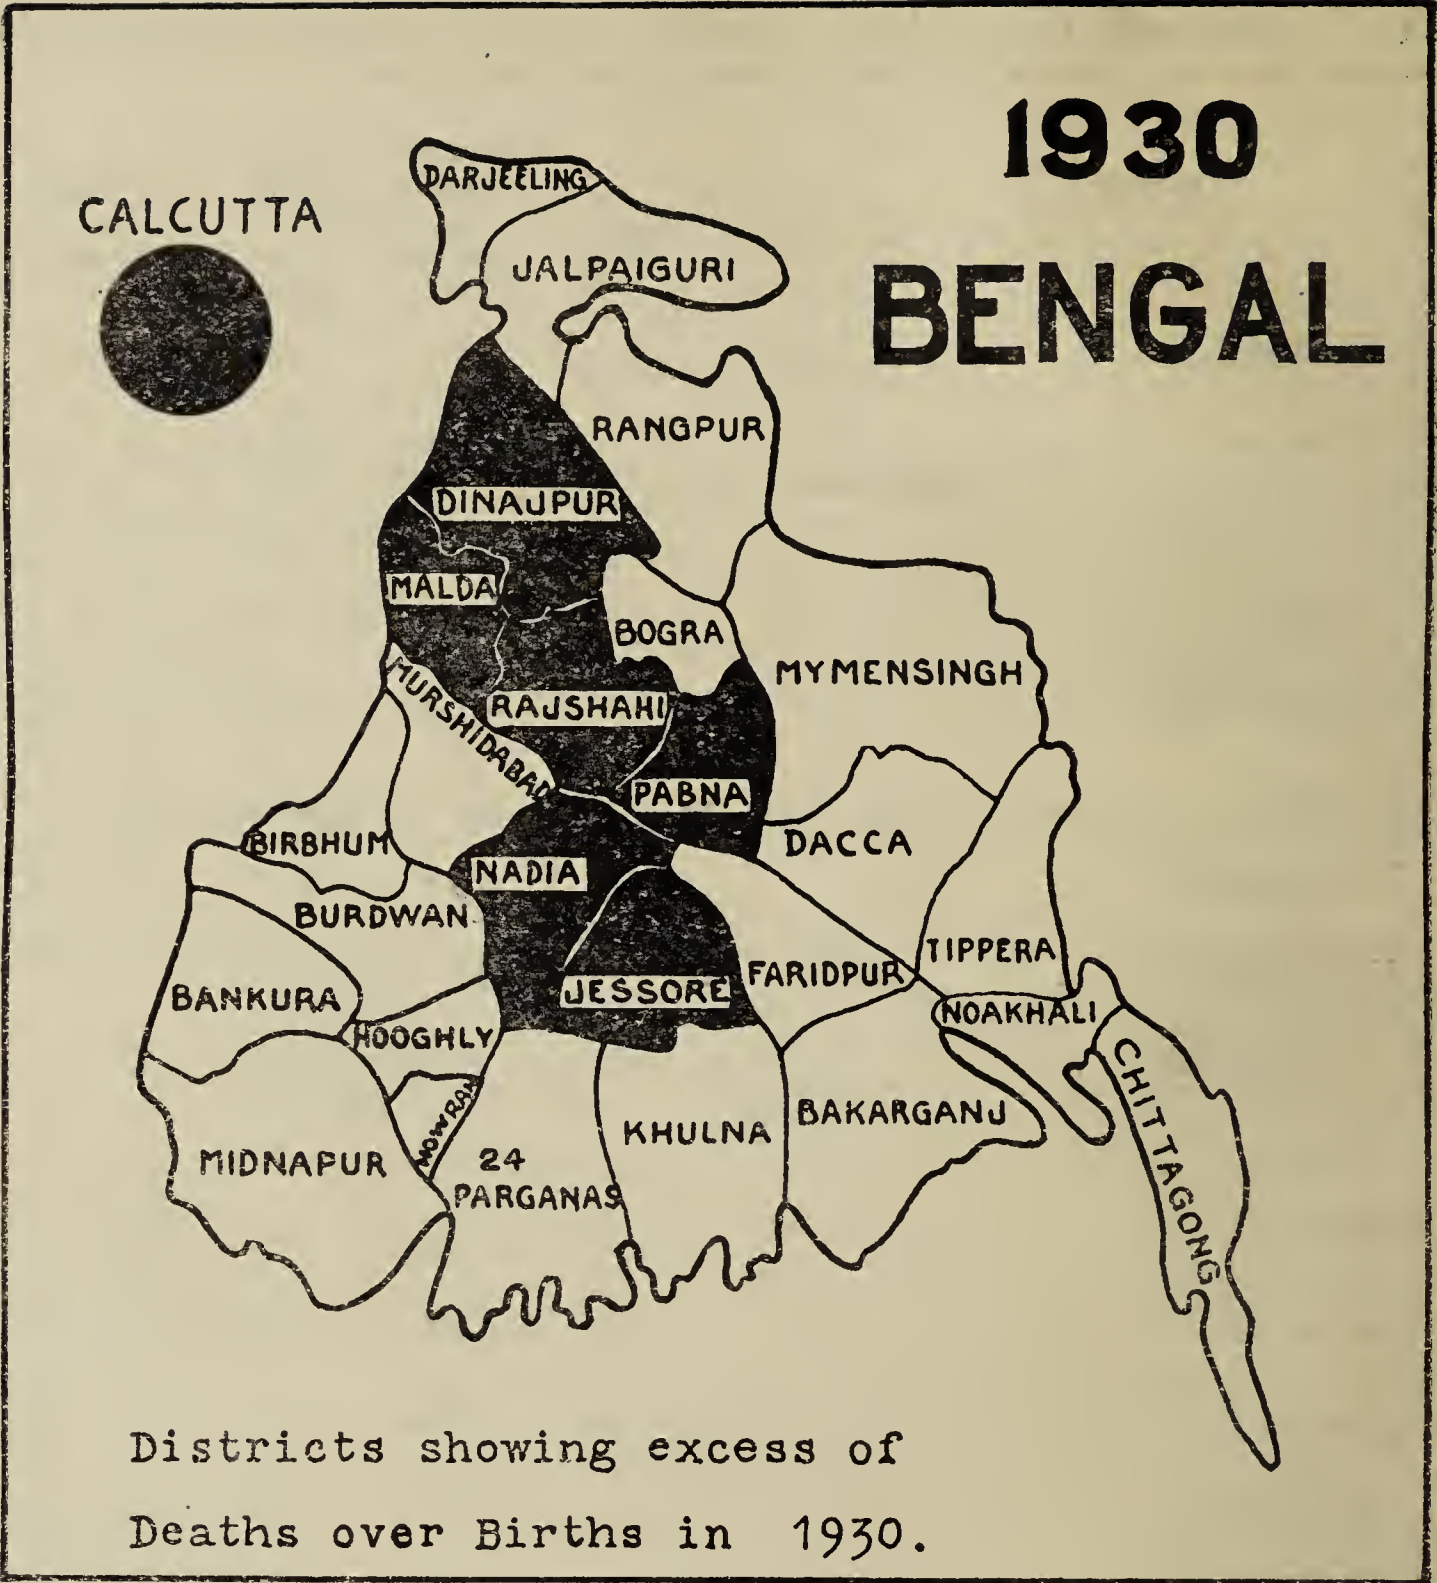 1930
BENGAL
CALCUTTA
DARJEELING
JALPAIGURI
RANGPUR
DINAJPUR
MALDA
BOGRA
MYMENSINGH
MURSHIDABAD
RAJSHAHI
PABNA
BIRBHUM
DACCA
NADIA
BURDWAN
TIPPERA
FARIDPUR
JESSORE
BANKURA
NOAKHALI
HOOGHLY
CHITTAGONG
HOWRAH
BAKARGANJ
KHULNA
MIDNAPUR
24
PARGANAS
Districts showing excess of
Deaths over Births in 1930.